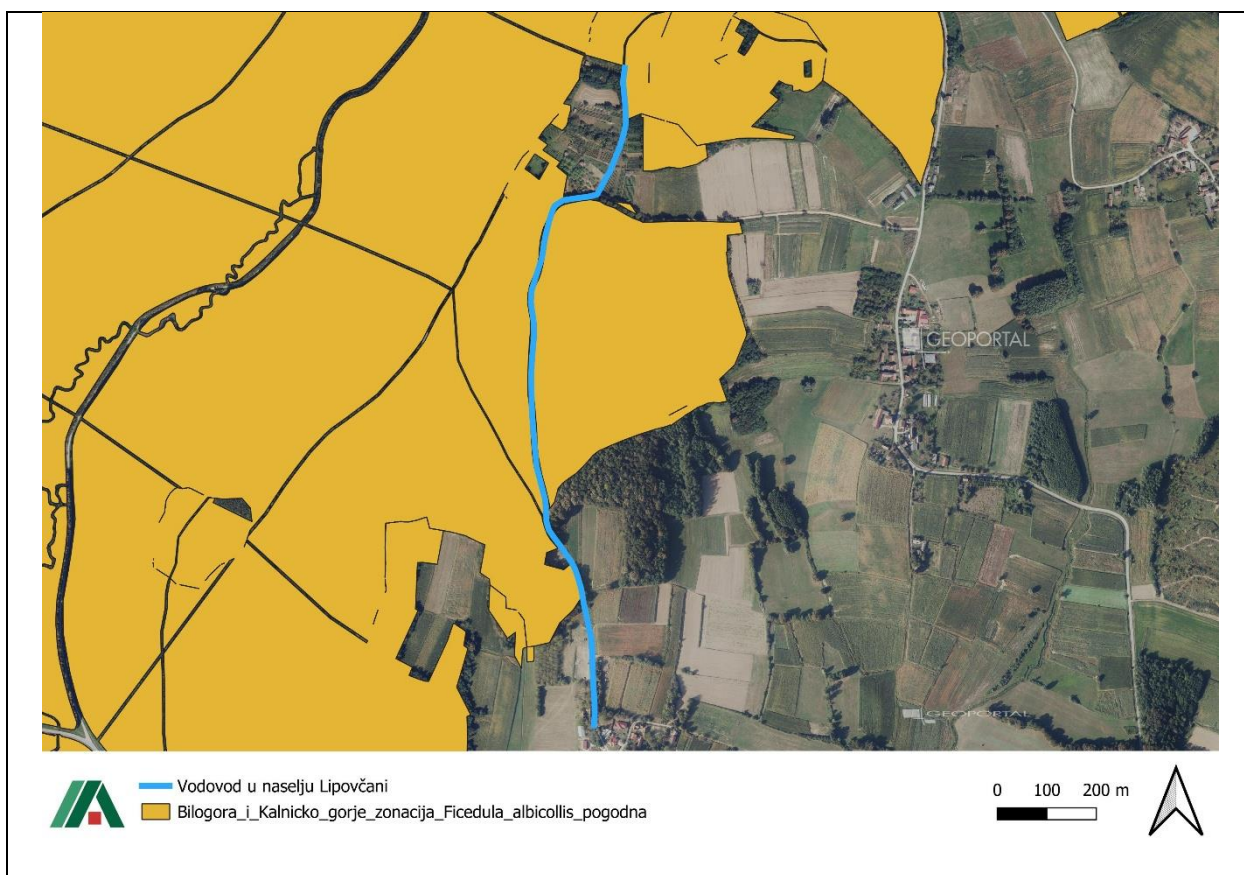 GEOPORTAL
GEOPORTAL
Vodovod u naselju Lipovčani
Bilogora_i_Kalnicko_gorje_zonacija_Ficedula_albicollis_pogodna
0 100 200 m